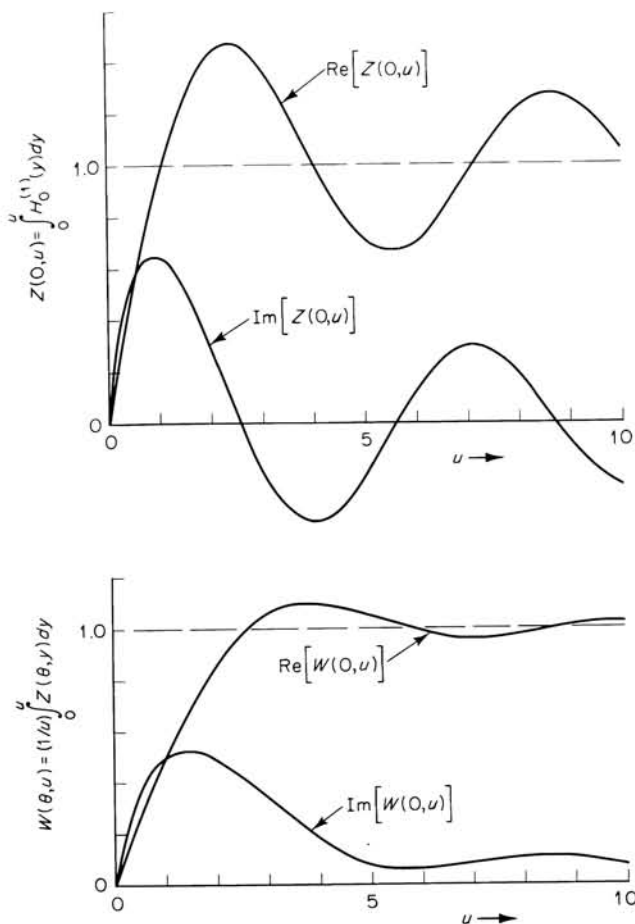 Re[Z(0,u)]
Z(0,u) = ∫₀ᵘ H₀⁽¹⁾(y)dy
1.0
Im[Z(0,u)]
0
0
5
10
u →
W(θ,u) = (1/u) ∫₀ᵘ Z(θ,y)dy
1.0
Re[W(0,u)]
Im[W(0,u)]
0
0
5
10
u →